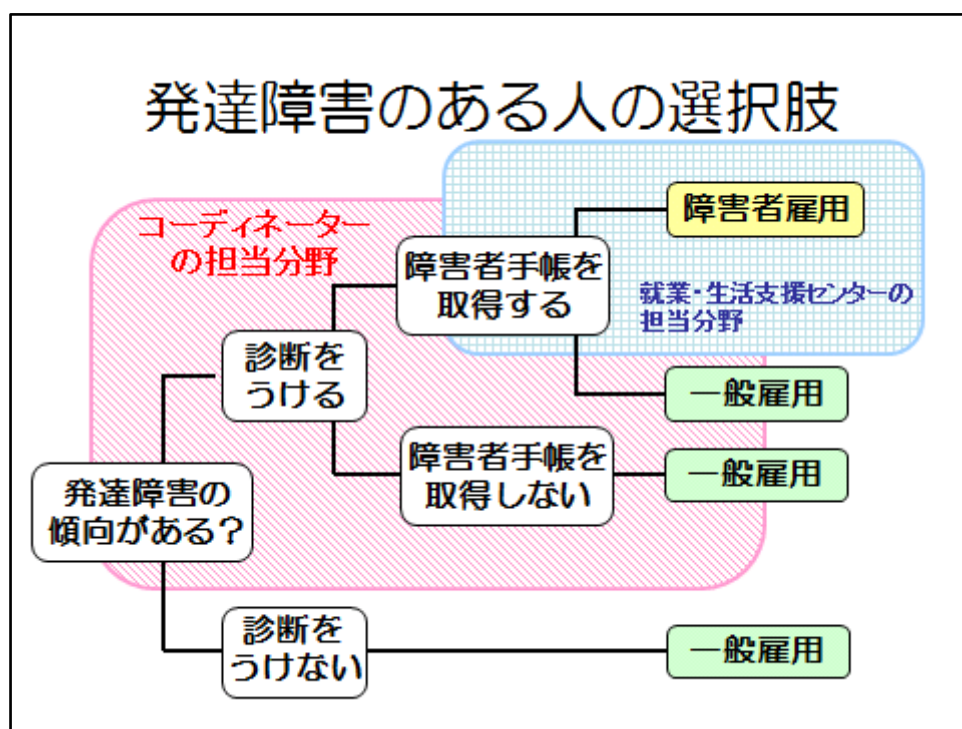 発達障害のある人の選択肢
コーディネーター
の担当分野
障害者雇用
障害者手帳を
取得する
就業・生活支援センターの
担当分野
診断を
うける
一般雇用
障害者手帳を
取得しない
一般雇用
発達障害の
傾向がある？
診断を
うけない
一般雇用